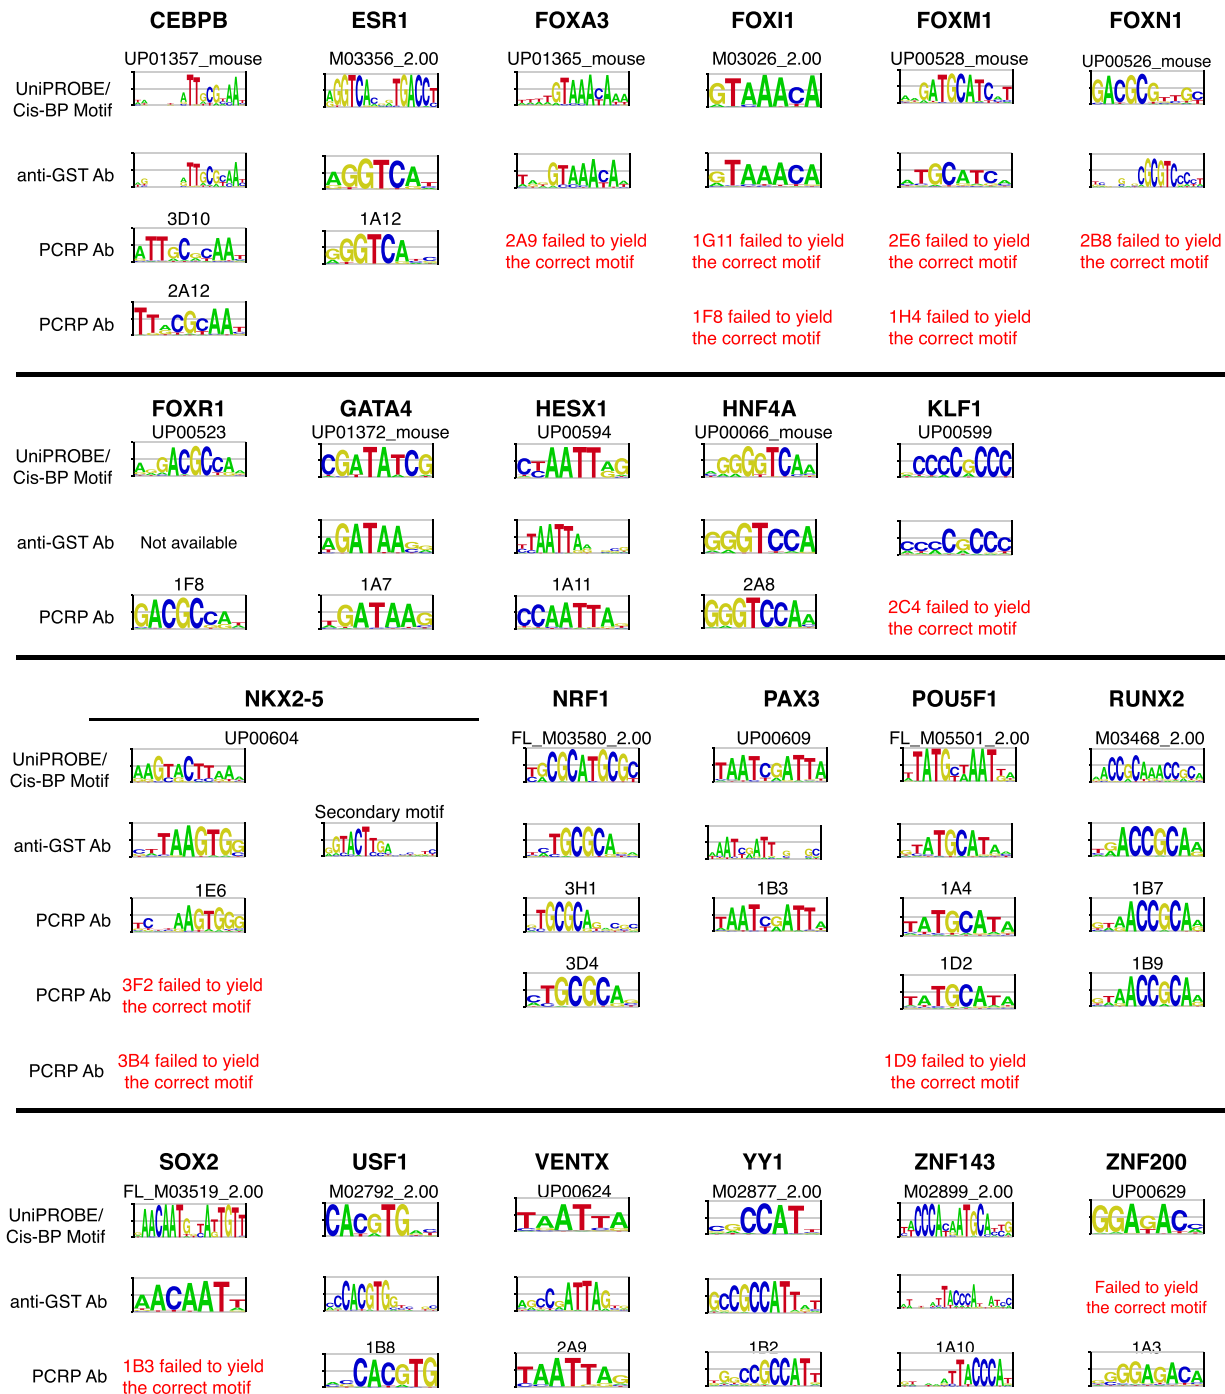 CEBPB ESR1 FOXA3 FOXI1 FOXM1 FOXN1
UP01357_mouse M03356_2.00 UP01365_mouse M03026_2.00 UP00528_mouse UP00526_mouse
UniPROBE/
Cis-BP Motif
anti-GST Ab
3D10 1A12
PCRP Ab
2A9 failed to yield 1G11 failed to yield 2E6 failed to yield 2B8 failed to yield
the correct motif the correct motif the correct motif the correct motif
2A12
PCRP Ab
1F8 failed to yield 1H4 failed to yield
the correct motif the correct motif
FOXR1 GATA4 HESX1 HNF4A KLF1
UP00523 UP01372_mouse UP00594 UP00066_mouse UP00599
UniPROBE/
Cis-BP Motif
anti-GST Ab Not available
1F8 1A7 1A11 2A8
PCRP Ab
2C4 failed to yield
the correct motif
NKX2-5 NRF1 PAX3 POU5F1 RUNX2
UP00604 FL_M03580_2.00 UP00609 FL_M05501_2.00 M03468_2.00
UniPROBE/
Cis-BP Motif
Secondary motif
anti-GST Ab
1E6 3H1 1B3 1A4 1B7
PCRP Ab
3D4 1D2 1B9
PCRP Ab
3F2 failed to yield
the correct motif
PCRP Ab
3B4 failed to yield 1D9 failed to yield
the correct motif the correct motif
SOX2 USF1 VENTX YY1 ZNF143 ZNF200
FL_M03519_2.00 M02792_2.00 UP00624 M02877_2.00 M02899_2.00 UP00629
UniPROBE/
Cis-BP Motif
anti-GST Ab
Failed to yield
the correct motif
1B8 2A9 1B2 1A10 1A3
PCRP Ab
1B3 failed to yield
the correct motif